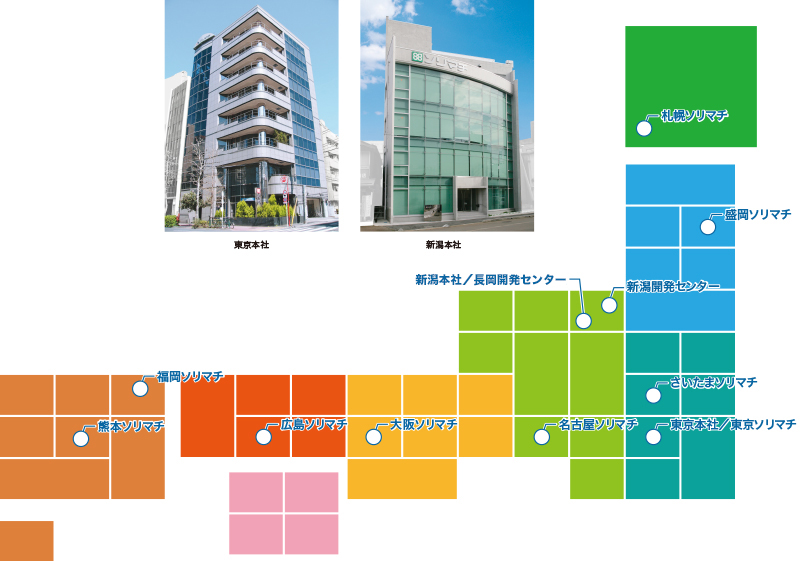 ソリマチ
東京本社
新潟本社
札幌ソリマチ
盛岡ソリマチ
新潟本社／長岡開発センター
新潟開発センター
福岡ソリマチ
さいたまソリマチ
熊本ソリマチ
広島ソリマチ
大阪ソリマチ
名古屋ソリマチ
東京本社／東京ソリマチ